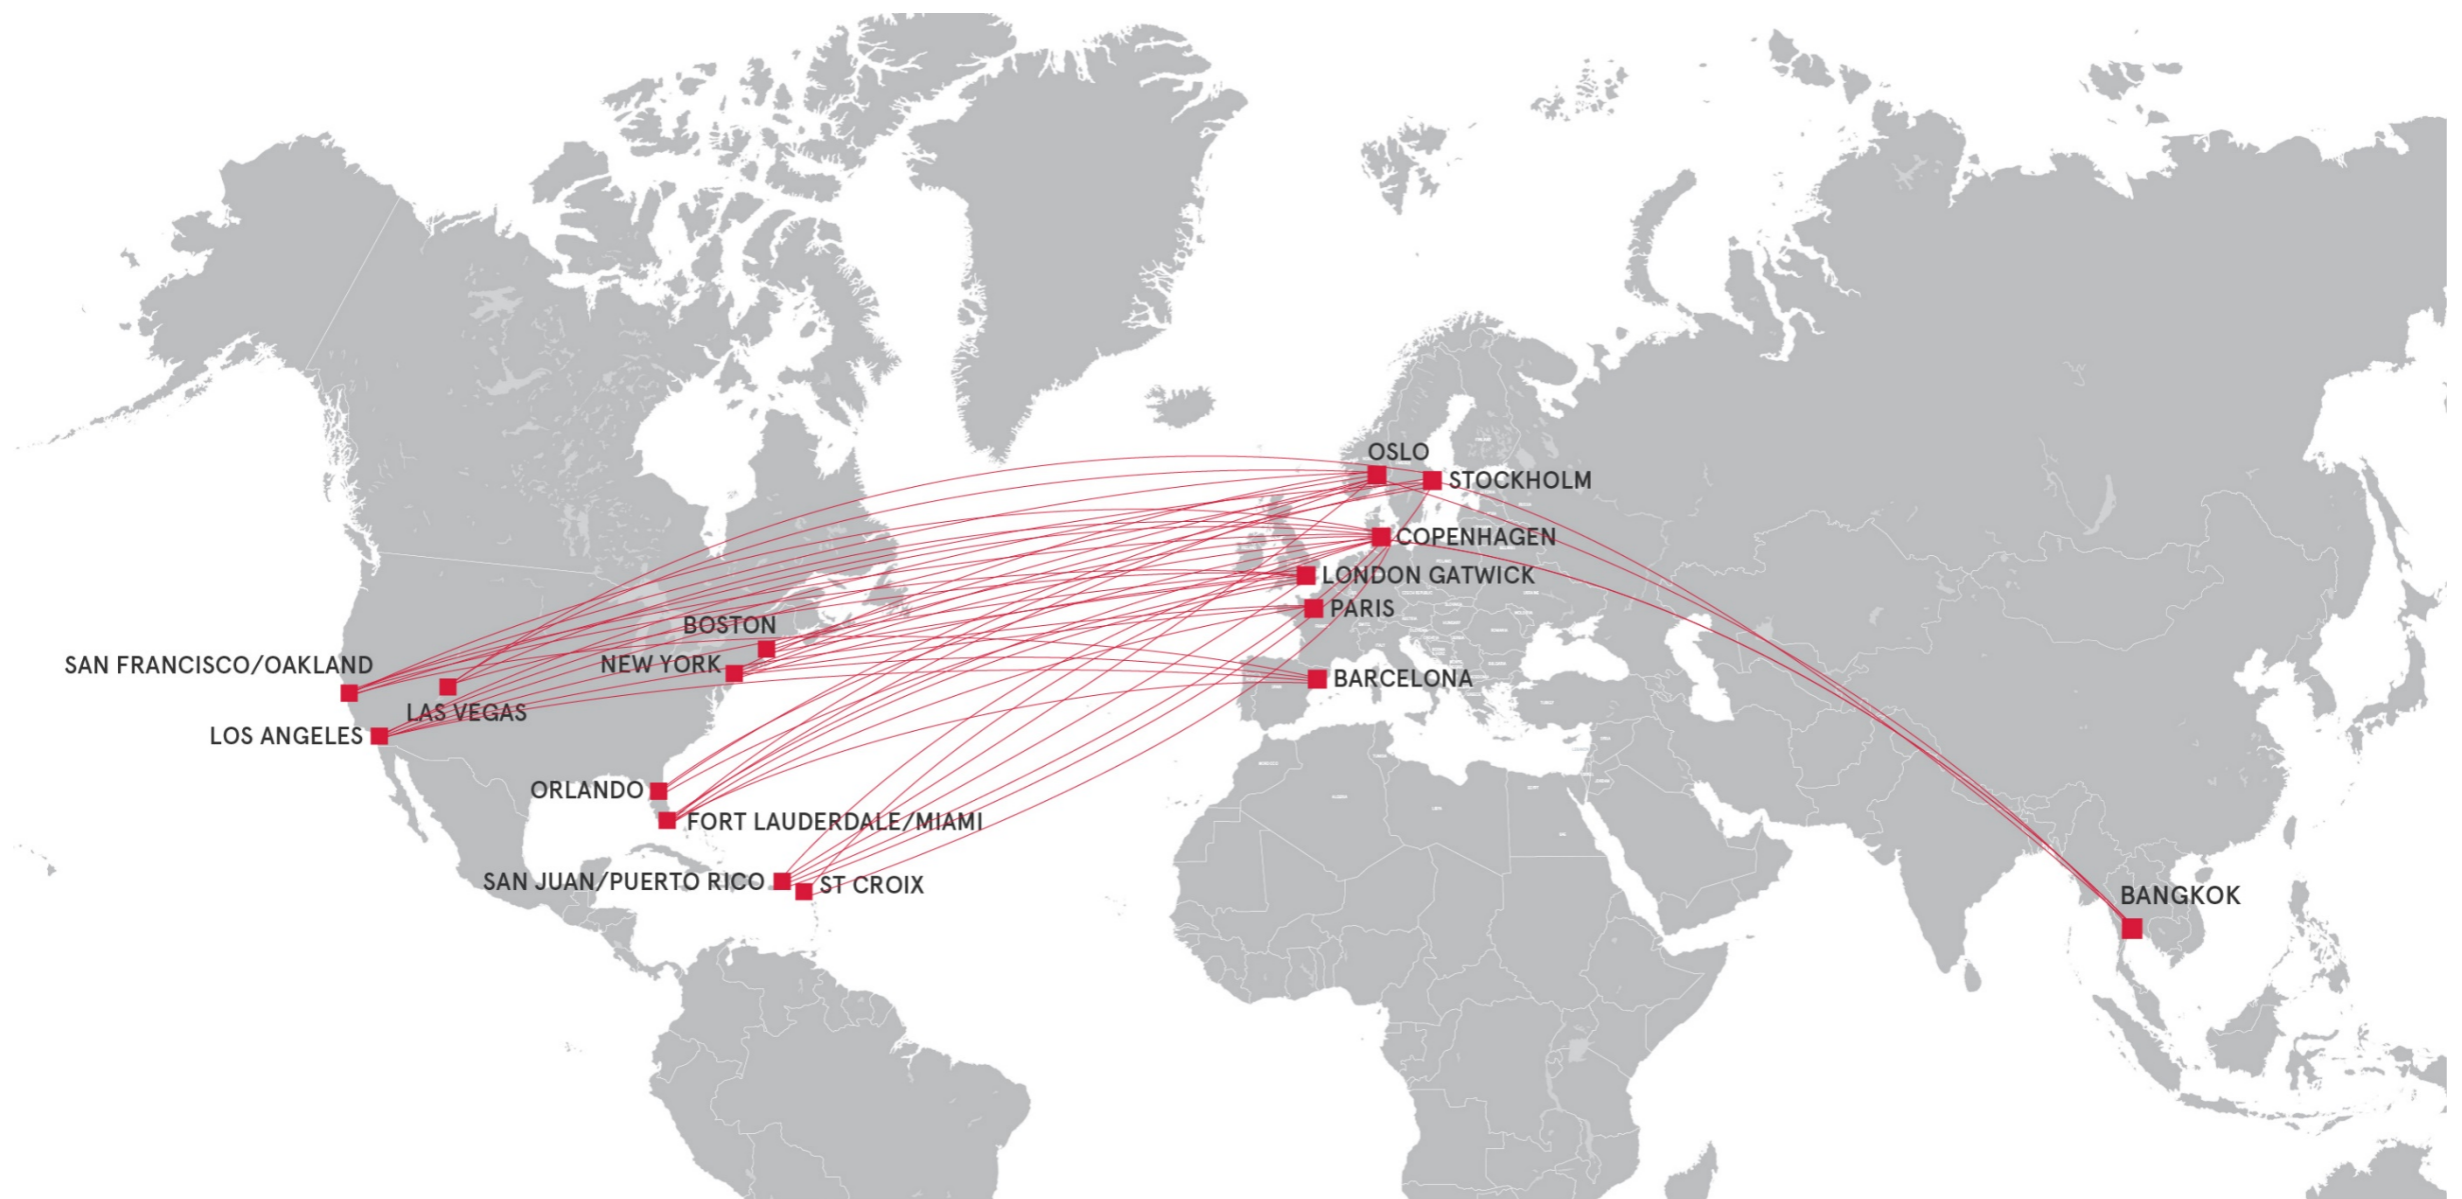 OSLO
STOCKHOLM
COPENHAGEN
LONDON GATWICK
PARIS
BOSTON
NEW YORK
SAN FRANCISCO/OAKLAND
BARCELONA
LAS VEGAS
LOS ANGELES
ORLANDO
FORT LAUDERDALE/MIAMI
SAN JUAN/PUERTO RICO
ST CROIX
BANGKOK